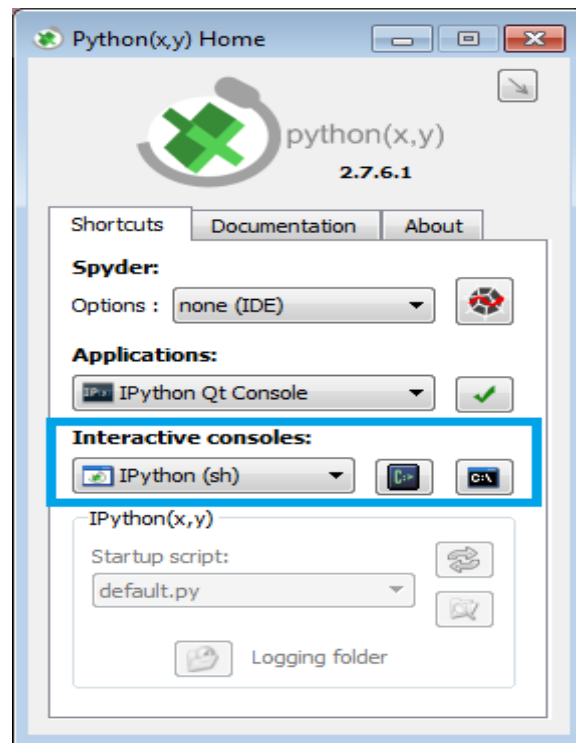 Python(x,y) Home
python(x,y)
2.7.6.1
Shortcuts Documentation About
Spyder:
Options : none (IDE)
Applications:
IPython Qt Console
Interactive consoles:
IPython (sh) C:\
IPython(x,y)
Startup script:
default.py
Logging folder